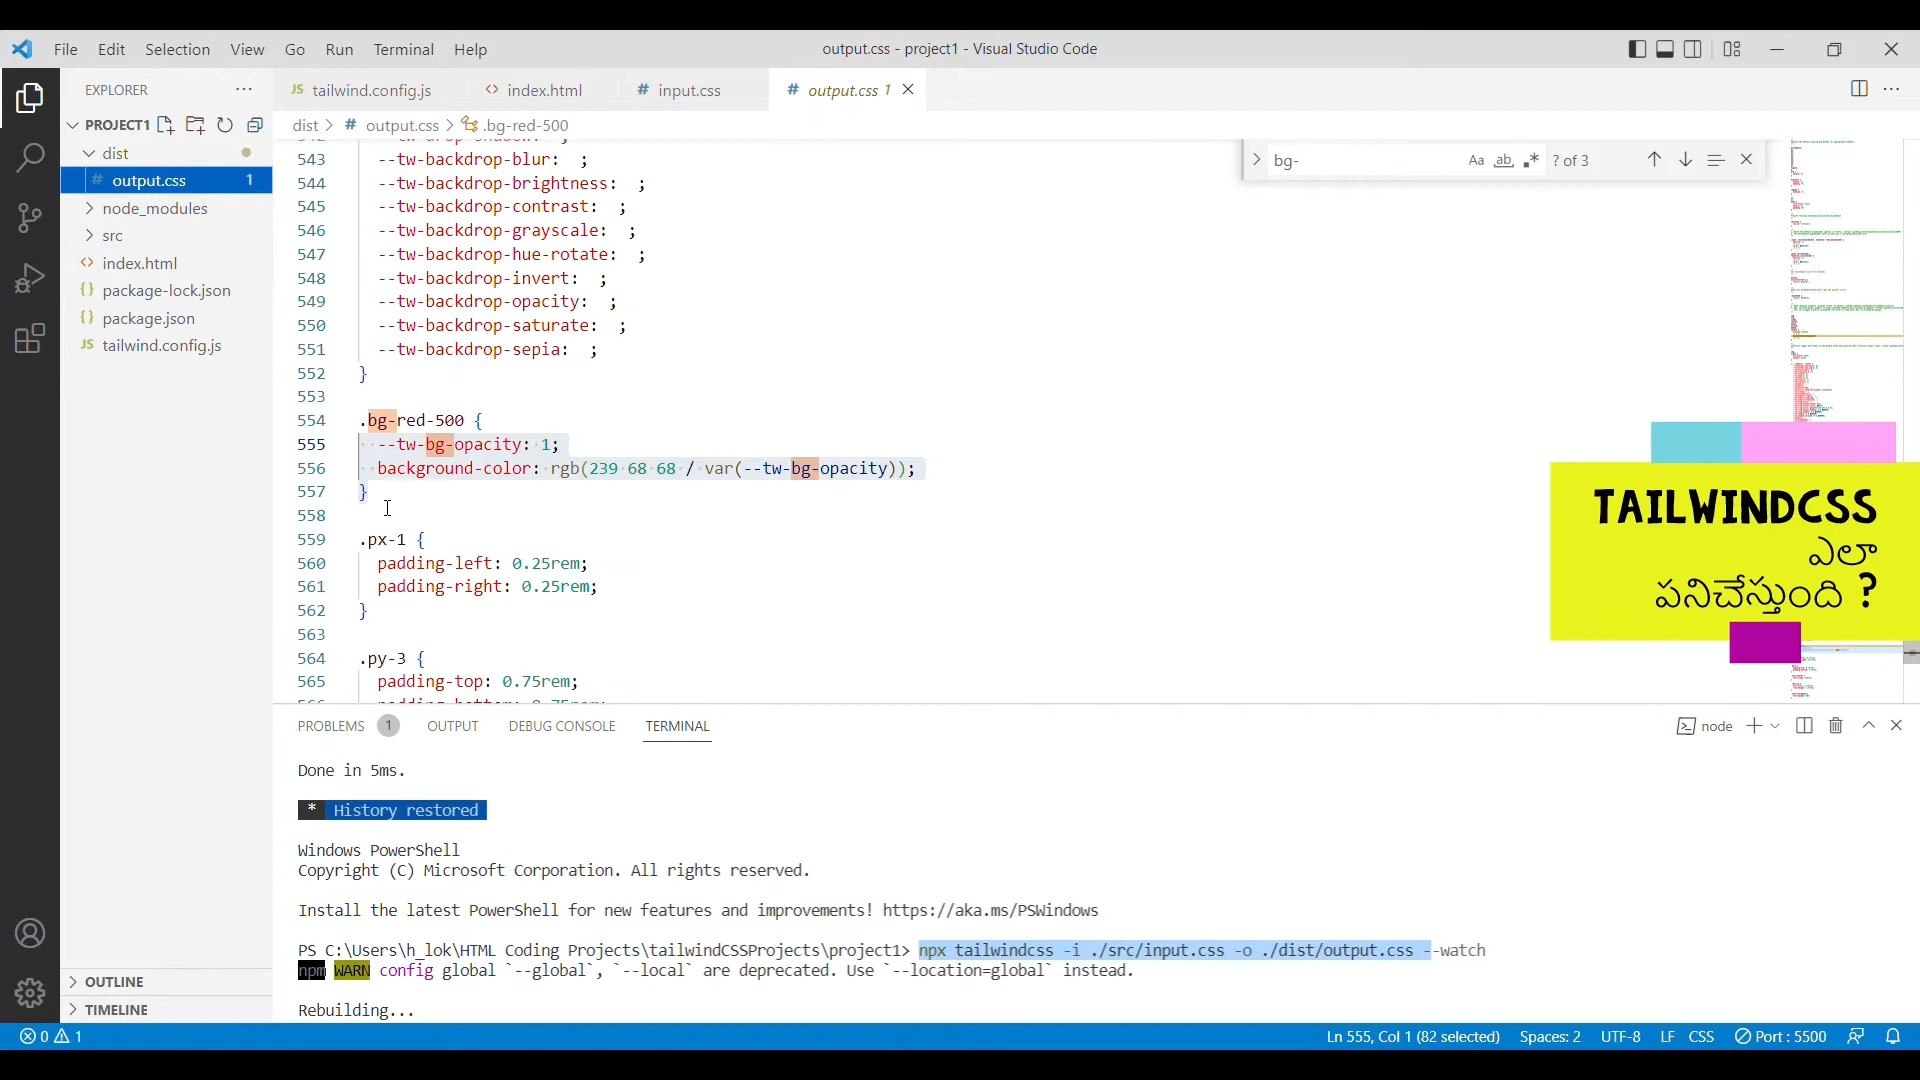 File Edit Selection View Go Run Terminal Help
output.css - project1 - Visual Studio Code
EXPLORER
PROJECT1
dist
output.css 1
node_modules
src
index.html
package-lock.json
package.json
tailwind.config.js
OUTLINE
TIMELINE
JS tailwind.config.js
index.html
# input.css
# output.css 1
dist > # output.css > .bg-red-500
bg-
Aa ab .* ? of 3
543 --tw-backdrop-blur: ;
544 --tw-backdrop-brightness: ;
545 --tw-backdrop-contrast: ;
546 --tw-backdrop-grayscale: ;
547 --tw-backdrop-hue-rotate: ;
548 --tw-backdrop-invert: ;
549 --tw-backdrop-opacity: ;
550 --tw-backdrop-saturate: ;
551 --tw-backdrop-sepia: ;
552 }
553
554 .bg-red-500 {
555 --tw-bg-opacity: 1;
556 background-color: rgb(239 68 68 / var(--tw-bg-opacity));
557 }
558
559 .px-1 {
560 padding-left: 0.25rem;
561 padding-right: 0.25rem;
562 }
563
564 .py-3 {
565 padding-top: 0.75rem;
TAILWINDCSS
ఎలా
పనిచేస్తుంది ?
PROBLEMS 1 OUTPUT DEBUG CONSOLE TERMINAL
node
Done in 5ms.
* History restored
Windows PowerShell
Copyright (C) Microsoft Corporation. All rights reserved.
Install the latest PowerShell for new features and improvements! https://aka.ms/PSWindows
PS C:\Users\h_lok\HTML Coding Projects\tailwindCSSProjects\project1> npx tailwindcss -i ./src/input.css -o ./dist/output.css --watch
npm WARN config global `--global`, `--local` are deprecated. Use `--location=global` instead.
Rebuilding...
0 1
Ln 555, Col 1 (82 selected) Spaces: 2 UTF-8 LF CSS Port : 5500